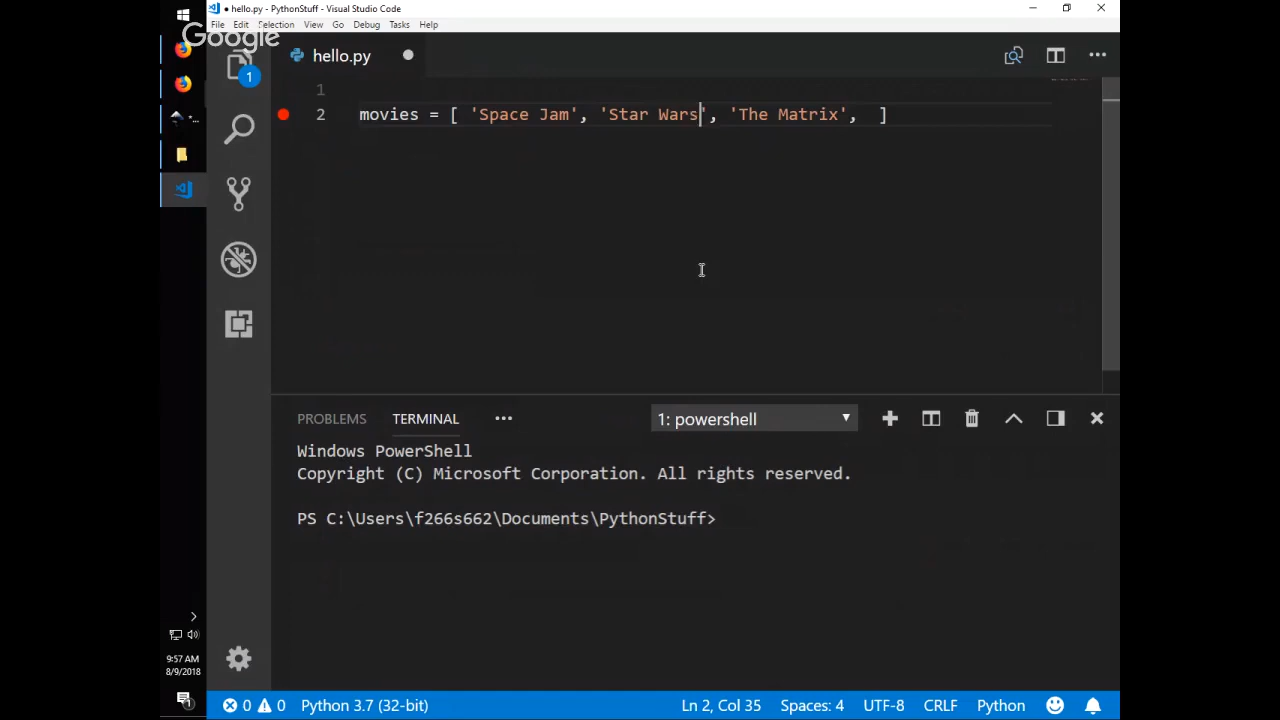 ● hello.py - PythonStuff - Visual Studio Code
File Edit Selection View Go Debug Tasks Help
Google
hello.py
1
1
2 movies = [ 'Space Jam', 'Star Wars', 'The Matrix',  ]
PROBLEMS TERMINAL ••• 1: powershell
Windows PowerShell
Copyright (C) Microsoft Corporation. All rights reserved.
PS C:\Users\f266s662\Documents\PythonStuff>
9:57 AM
8/9/2018
1
0 0 Python 3.7 (32-bit) Ln 2, Col 35 Spaces: 4 UTF-8 CRLF Python